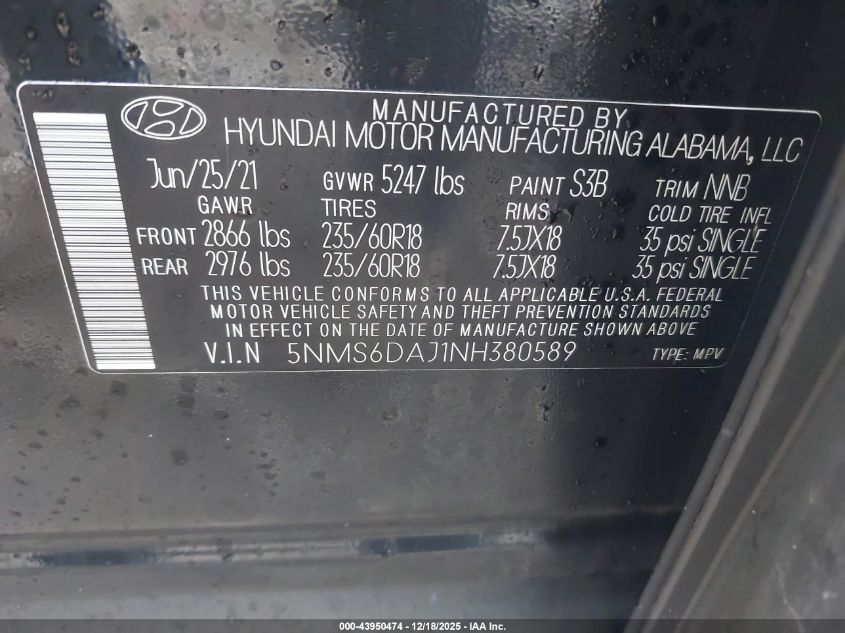 MANUFACTURED BY
HYUNDAI MOTOR MANUFACTURING ALABAMA, LLC
Jun/25/21 GVWR 5247 lbs PAINT S3B TRIM NNB
GAWR TIRES RIMS COLD TIRE INFL
FRONT 2866 lbs 235/60R18 7.5JX18 35 psi SINGLE
REAR 2976 lbs 235/60R18 7.5JX18 35 psi SINGLE
THIS VEHICLE CONFORMS TO ALL APPLICABLE U.S.A. FEDERAL
MOTOR VEHICLE SAFETY AND THEFT PREVENTION STANDARDS
IN EFFECT ON THE DATE OF MANUFACTURE SHOWN ABOVE
V.I.N 5NMS6DAJ1NH380589 TYPE: MPV
000-43950474 - 12/18/2025 - IAA Inc.